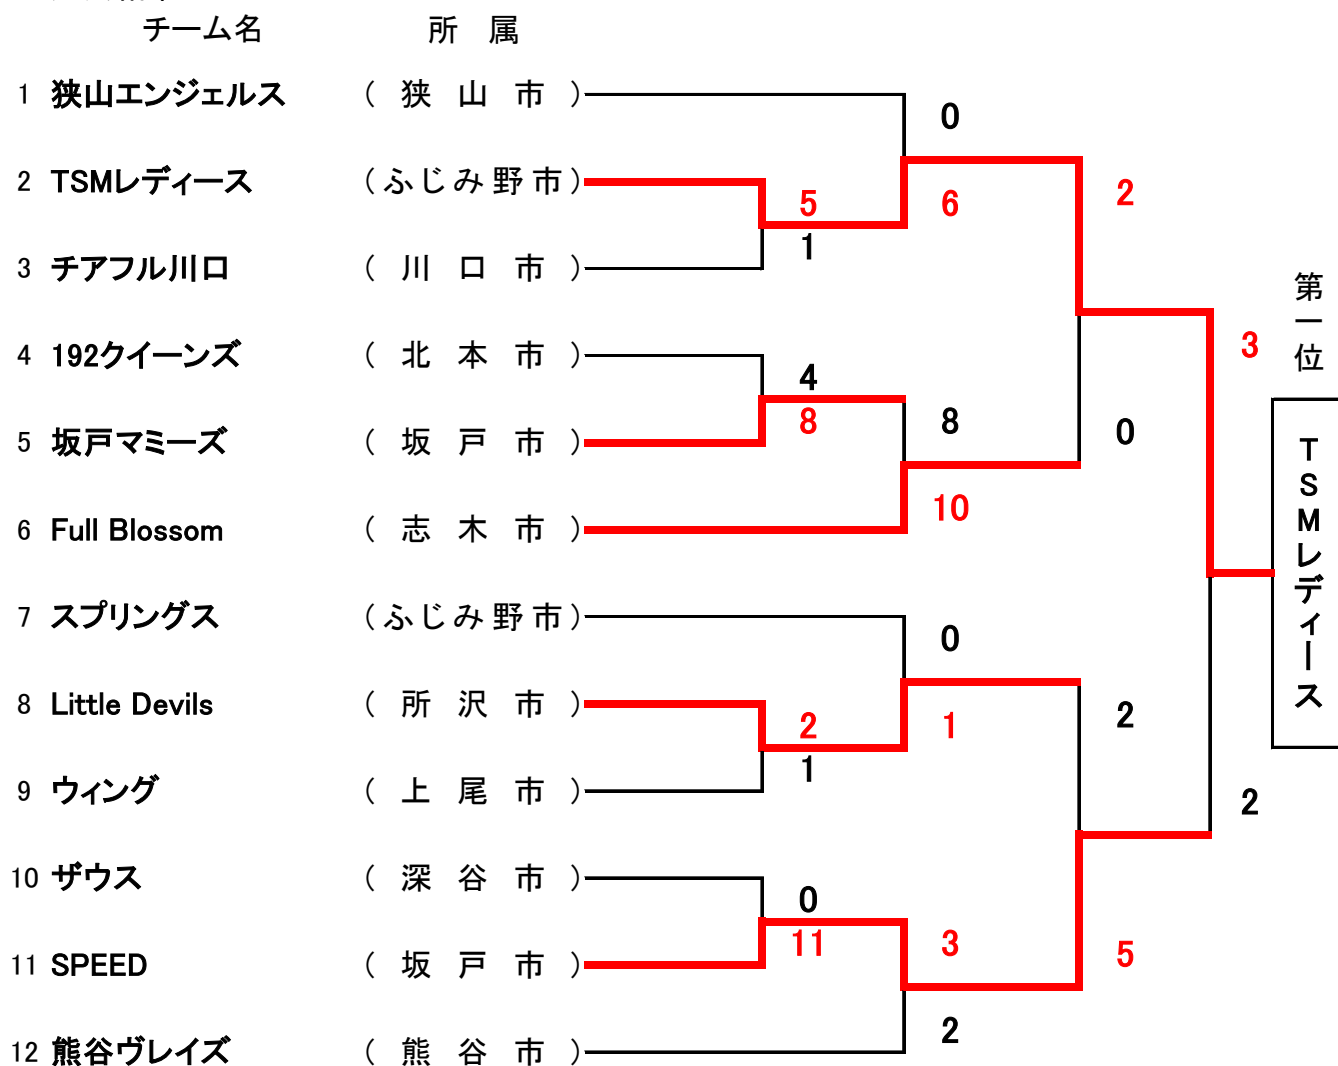 チーム名 所 属
1 狭山エンジェルス ( 狭 山 市 )
0
2 TSMレディース (ふじみ野市)
5 6 2
1
3 チアフル川口 ( 川 口 市 )
第一位
3
4 192クイーンズ ( 北 本 市 )
4
8 8 0
5 坂戸マミーズ ( 坂 戸 市 )
10
6 Full Blossom ( 志 木 市 )
TSMレディース
7 スプリングス (ふじみ野市)
0
8 Little Devils ( 所 沢 市 )
2 1 2
1
9 ウィング ( 上 尾 市 )
2
10 ザウス ( 深 谷 市 )
0
11 3 5
11 SPEED ( 坂 戸 市 )
2
12 熊谷ヴレイズ ( 熊 谷 市 )